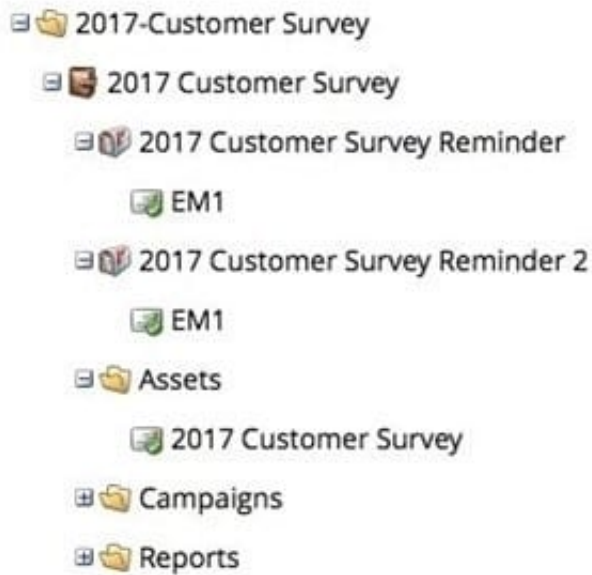 2017-Customer Survey
2017 Customer Survey
2017 Customer Survey Reminder
EM1
2017 Customer Survey Reminder 2
EM1
Assets
2017 Customer Survey
Campaigns
Reports